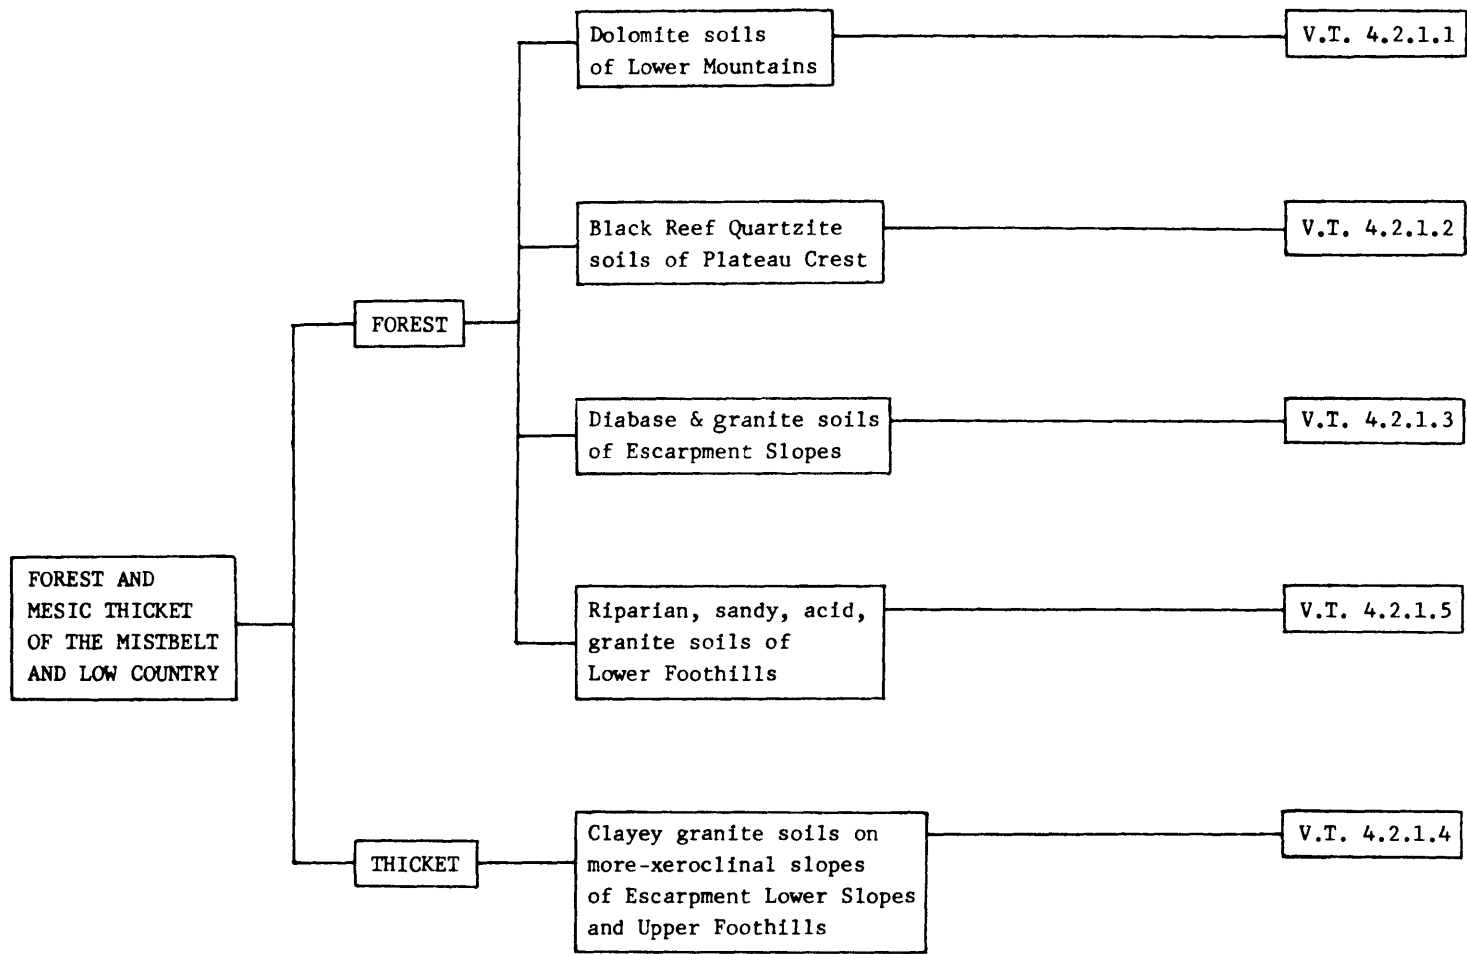 Dolomite soils
of Lower Mountains
V.T. 4.2.1.1
Black Reef Quartzite
soils of Plateau Crest
V.T. 4.2.1.2
FOREST
Diabase & granite soils
of Escarpment Slopes
V.T. 4.2.1.3
FOREST AND
MESIC THICKET
OF THE MISTBELT
AND LOW COUNTRY
Riparian, sandy, acid,
granite soils of
Lower Foothills
V.T. 4.2.1.5
THICKET
Clayey granite soils on
more-xeroclinal slopes
of Escarpment Lower Slopes
and Upper Foothills
V.T. 4.2.1.4